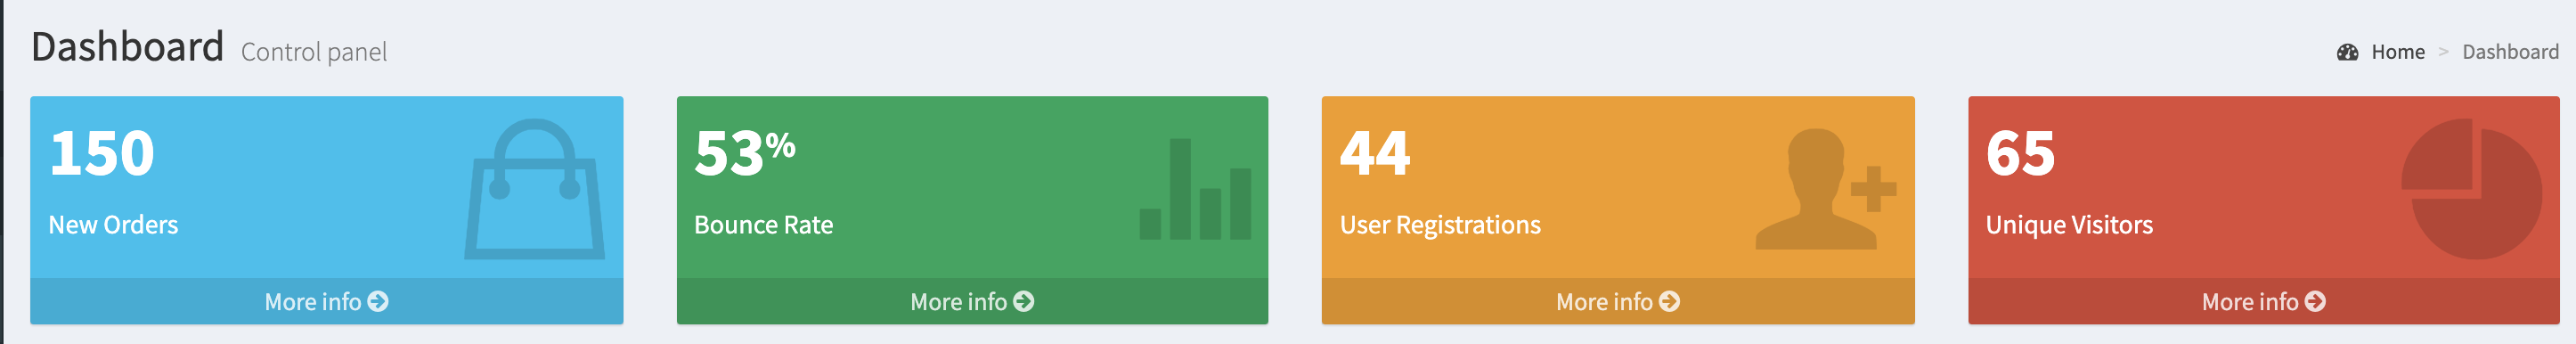 Dashboard Control panel
Home > Dashboard
150
New Orders
More info
53%
Bounce Rate
More info
44
User Registrations
More info
65
Unique Visitors
More info